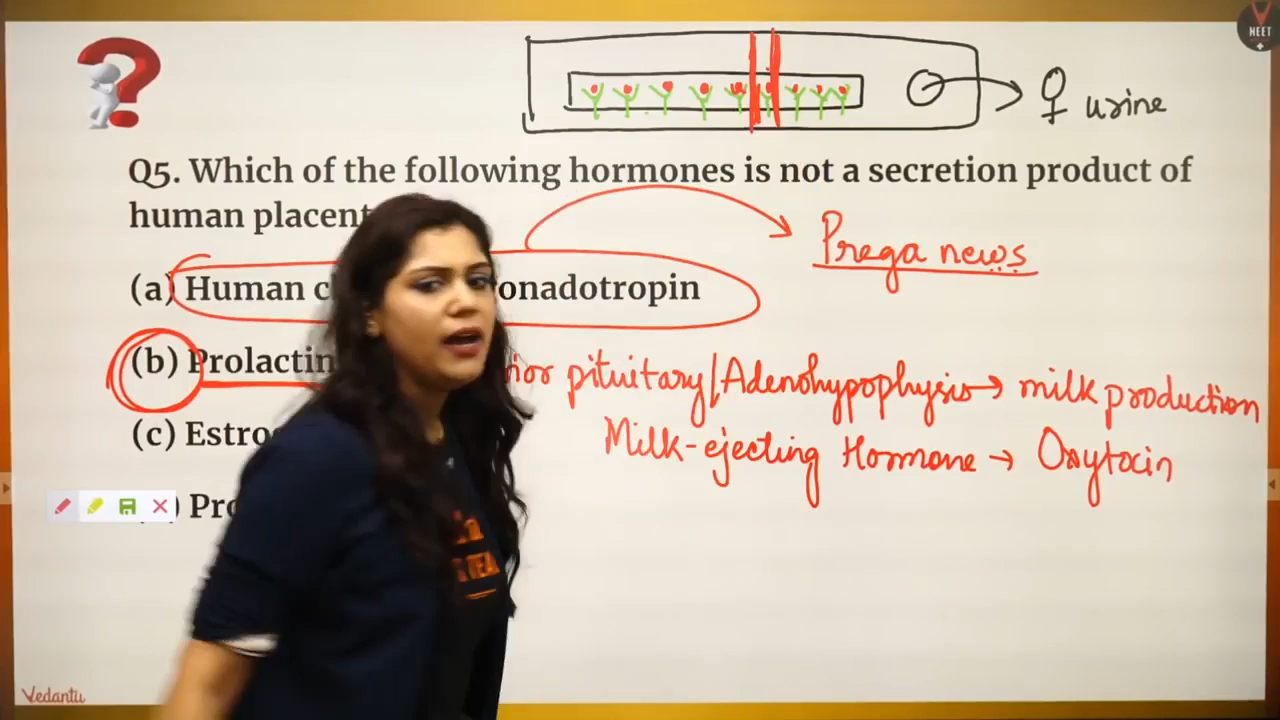 NEET
urine
Q5. Which of the following hormones is not a secretion product of
human placent
Prega news
(a) Human c onadotropin
(b) Prolactin ior pituitary/Adenohypophysis → milk production
(c) Estro
Milk-ejecting Hormone → Oxytocin
Pro
Vedantu